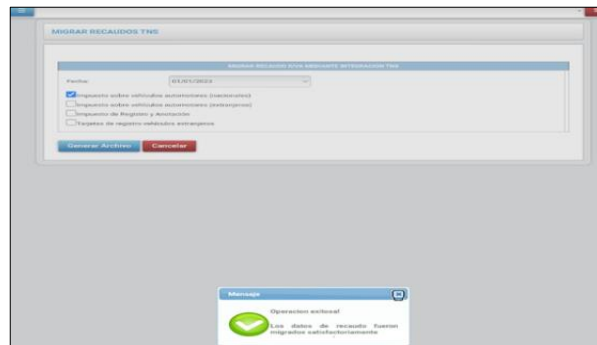 MIGRAR RECAUDOS TNS
MIGRAR RECAUDO SIVA MEDIANTE INTEGRACION TNS
Fecha: 01/01/2023
Impuesto sobre vehículos automotores (nacionales)
Impuesto sobre vehículos automotores (extranjeros)
Impuesto de Registro y Anotación
Tarjetas de registro vehículos extranjeros
Generar Archivo Cancelar
Mensaje
Operacion exitosa!
Los datos de recaudo fueron
migrados satisfactoriamente